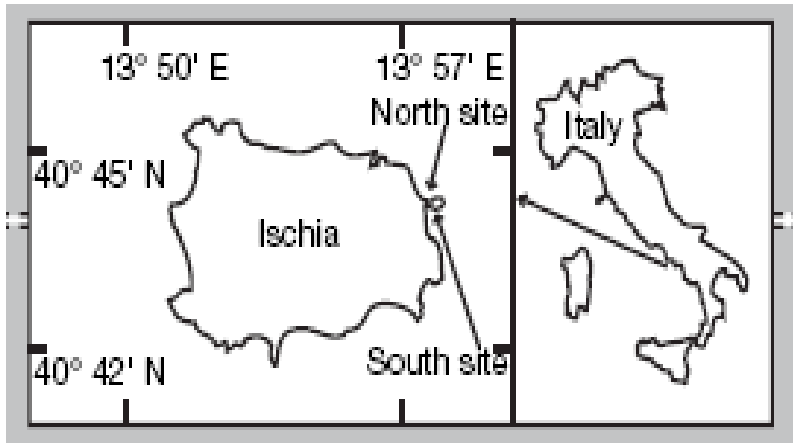 13° 50' E
13° 57' E
North site
Italy
40° 45' N
Ischia
South site
40° 42' N